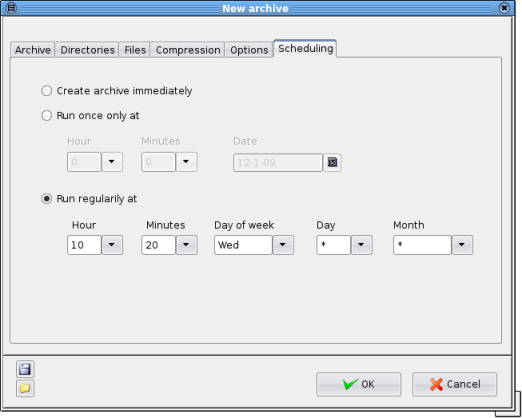 New archive
Archive Directories Files Compression Options Scheduling
Create archive immediately
Run once only at
Hour Minutes Date
0 0 12-1-09
Run regularily at
Hour Minutes Day of week Day Month
10 20 Wed * *
OK Cancel